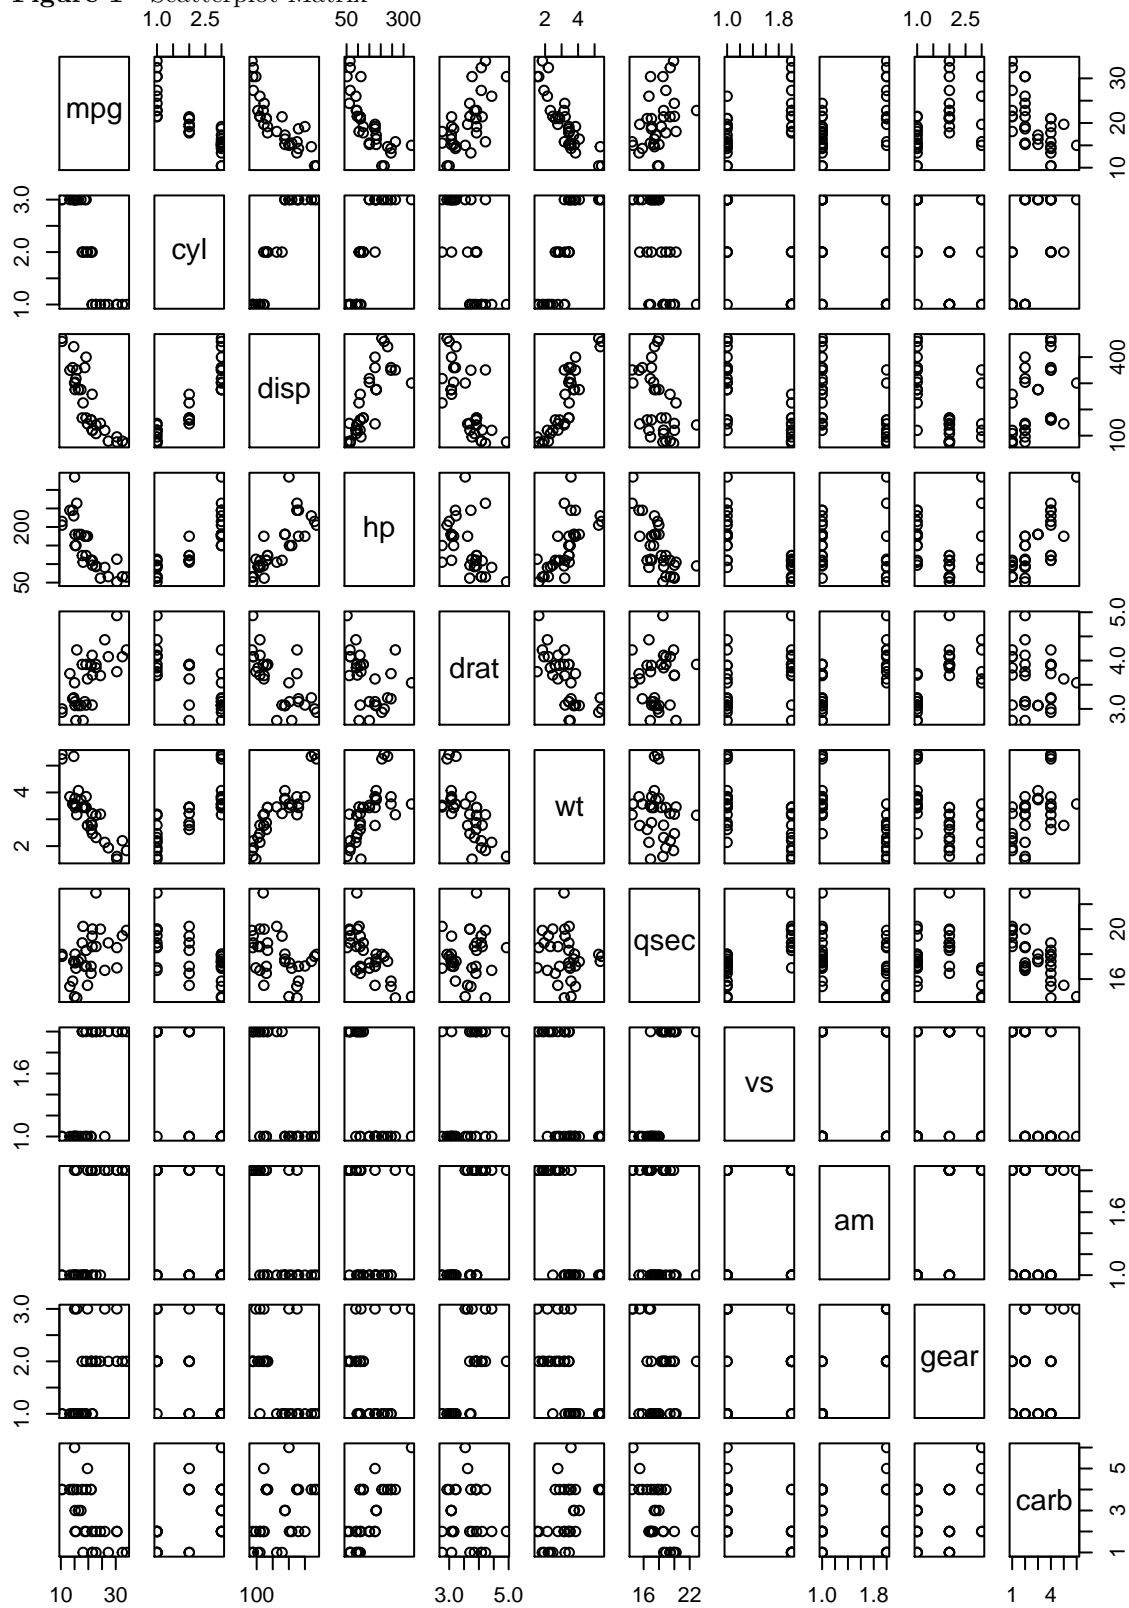 Figure 1 Scatterplot Matrix
1.0 2.5 50 300 2 4 1.0 1.8 1.0 2.5
mpg
10 20 30
1.0 2.0 3.0
cyl
disp
100 400
50 200
hp
drat
3.0 4.0 5.0
2 4
wt
qsec
16 20
1.0 1.6
vs
am
1.0 1.6
1.0 2.0 3.0
gear
carb
1 3 5
10 30 100 3.0 5.0 16 22 1.0 1.8 1 4